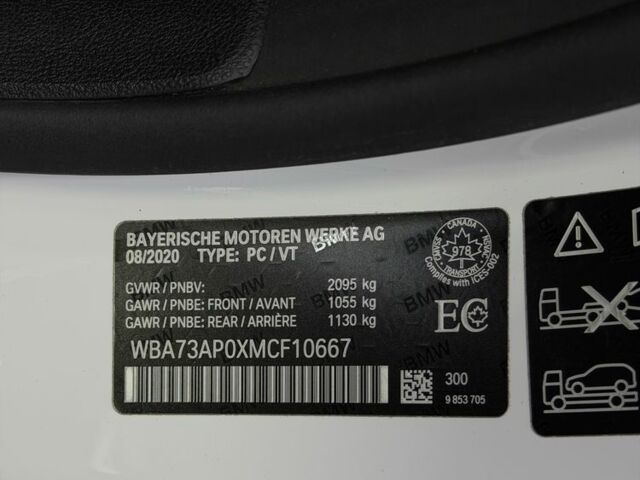 BAYERISCHE MOTOREN WERKE AG
08/2020 TYPE: PC/VT
GVWR / PNBV: 2095 kg
GAWR / PNBE: FRONT / AVANT 1055 kg
GAWR / PNBE: REAR / ARRIÈRE 1130 kg
WBA73AP0XMCF10667
CANADA
978
TRANSPORT
Complies with ICES-002
EC
300
9 853 705
BMW